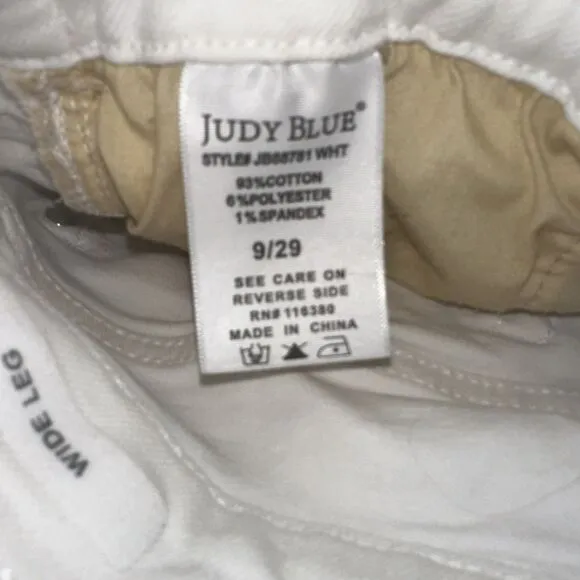 JUDY BLUE®
STYLE# JB88781 WHT
93%COTTON
6%POLYESTER
1%SPANDEX
9/29
SEE CARE ON
REVERSE SIDE
RN# 116380
MADE IN CHINA
WIDE LEG